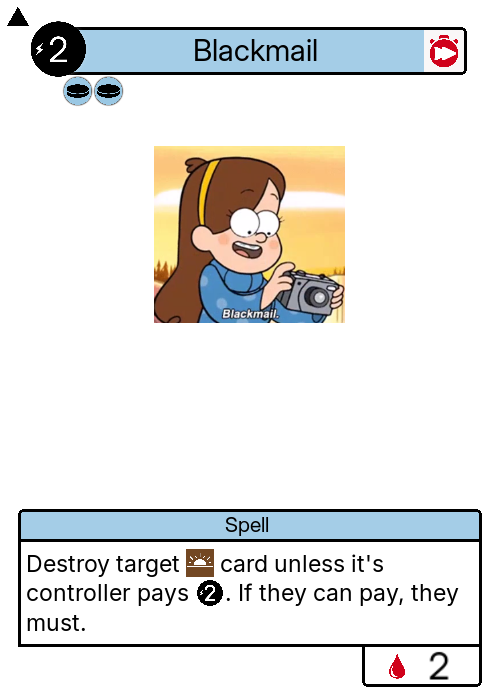 2
Blackmail
Blackmail.
Spell
Destroy target card unless it's
controller pays 2. If they can pay, they
must.
2